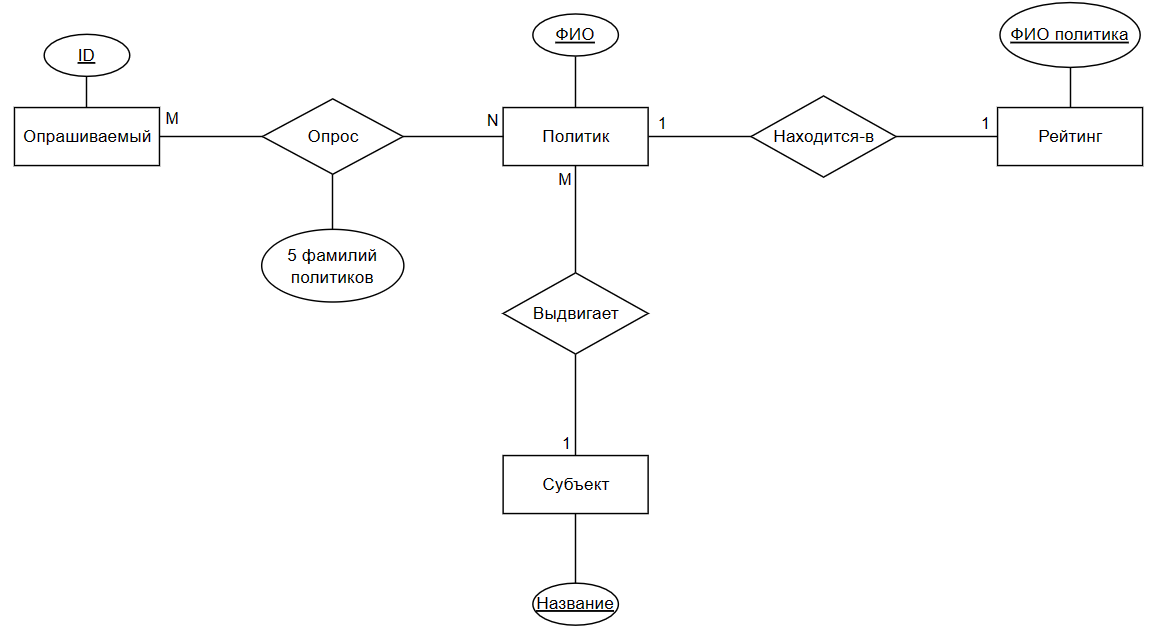 ID
ФИО
ФИО политика
Опрашиваемый
M
Опрос
N
Политик
1
Находится-в
1
Рейтинг
M
5 фамилий
политиков
Выдвигает
1
Субъект
Название